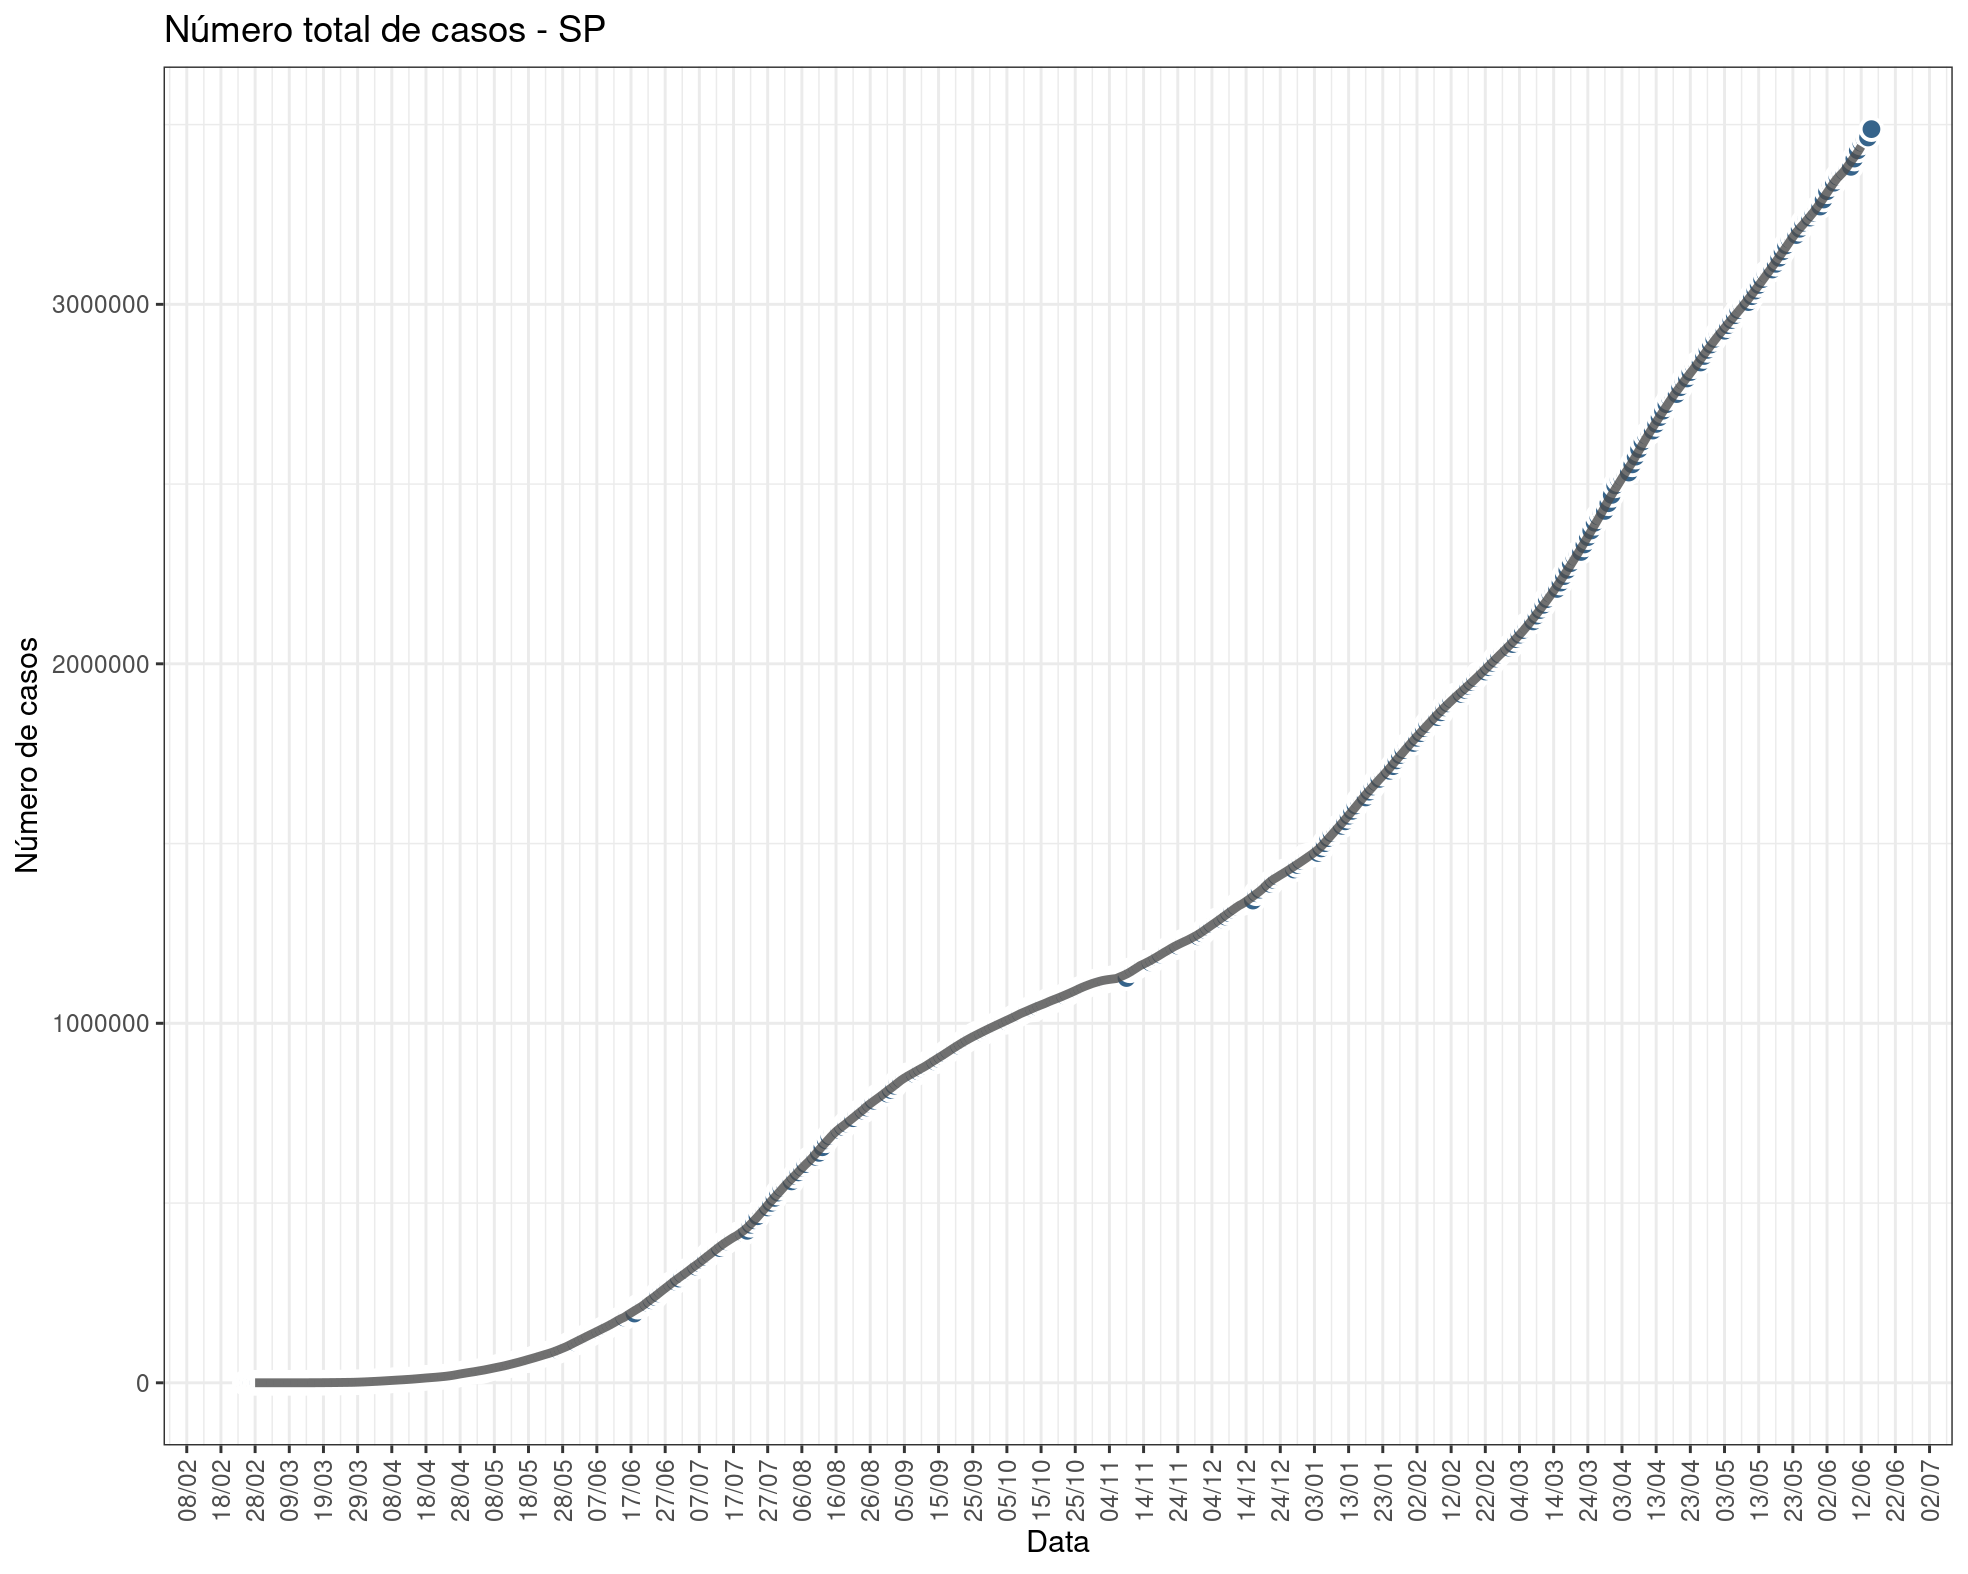 Número total de casos - SP
Número de casos
3000000
2000000
1000000
0
08/02 18/02 28/02 09/03 19/03 29/03 08/04 18/04 28/04 08/05 18/05 28/05 07/06 17/06 27/06 07/07 17/07 27/07 06/08 16/08 26/08 05/09 15/09 25/09 05/10 15/10 25/10 04/11 14/11 24/11 04/12 14/12 24/12 03/01 13/01 23/01 02/02 12/02 22/02 04/03 14/03 24/03 03/04 13/04 23/04 03/05 13/05 23/05 02/06 12/06 22/06 02/07
Data